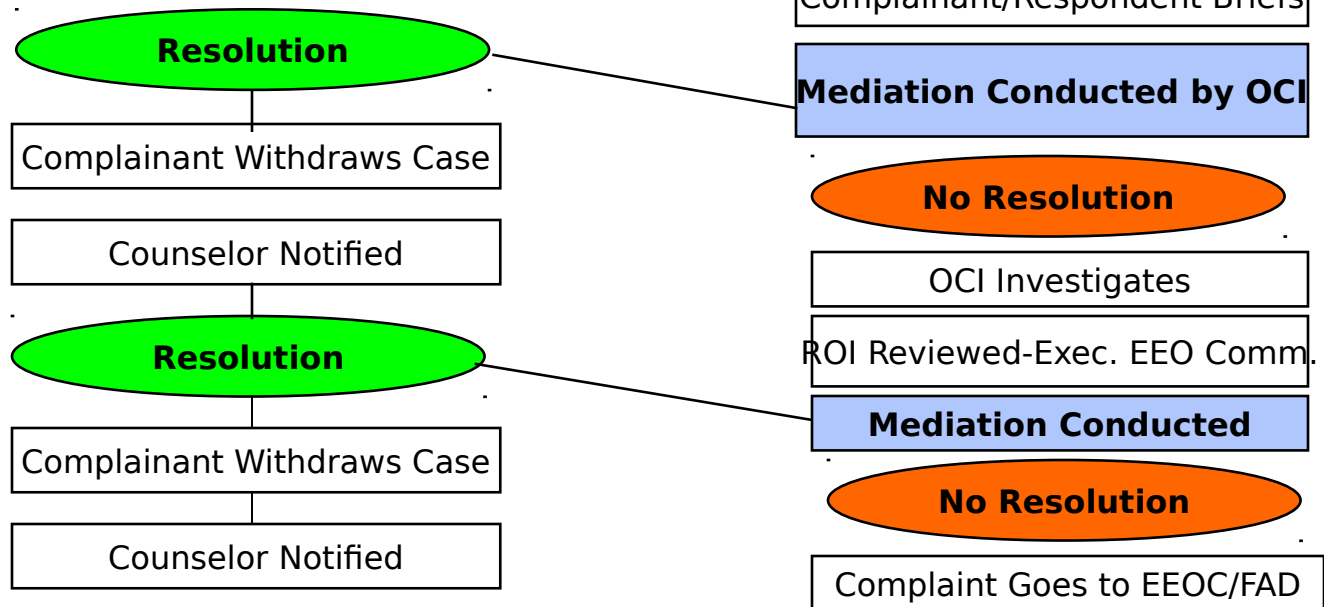 Complainant/Respondent Briefs
Resolution
Mediation Conducted by OCI
Complainant Withdraws Case
No Resolution
Counselor Notified
OCI Investigates
Resolution
ROI Reviewed-Exec. EEO Comm.
Mediation Conducted
Complainant Withdraws Case
No Resolution
Counselor Notified
Complaint Goes to EEOC/FAD